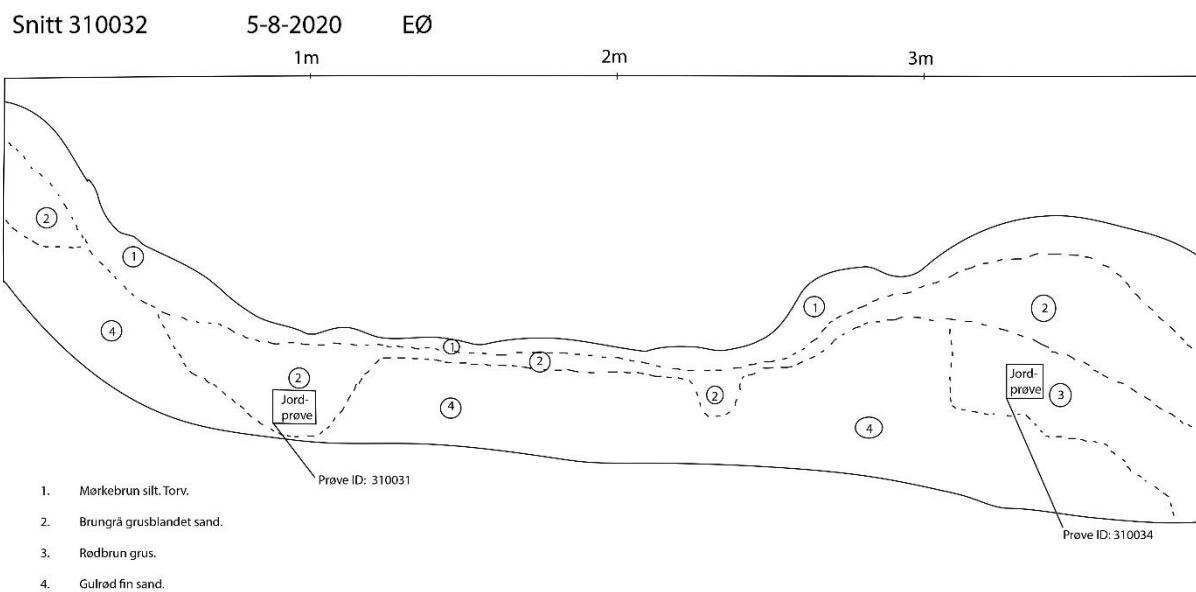 Snitt 310032 5-8-2020 EØ
1m 2m 3m
2
1
4
2
Jord-
prøve
Prøve ID: 310031
1
2
4
2
1
4
2
Jord-
prøve
3
Prøve ID: 310034
1. Mørkebrun silt. Torv.
2. Brungrå grusblandet sand.
3. Rødbrun grus.
4. Gulrød fin sand.